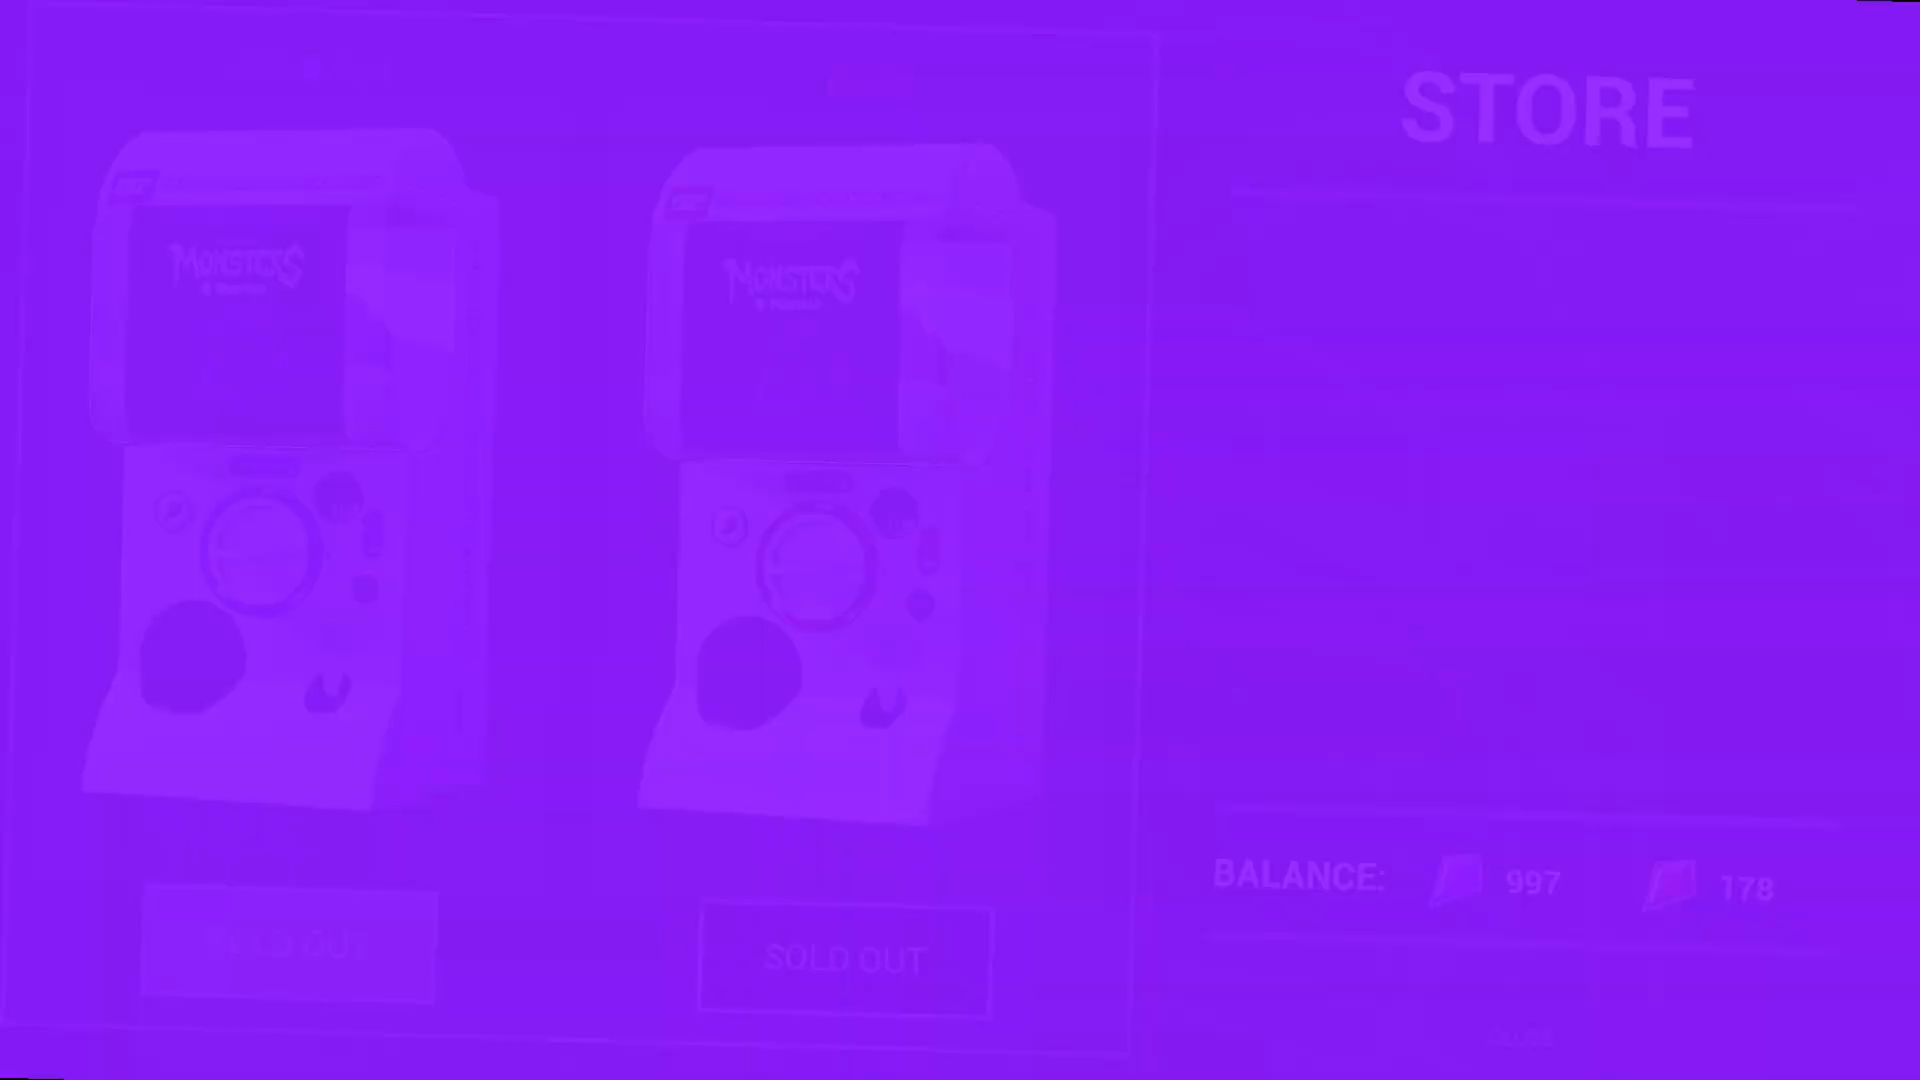 STORE
MONSTERS
MONSTERS
SOLD OUT
SOLD OUT
BALANCE: 997 178